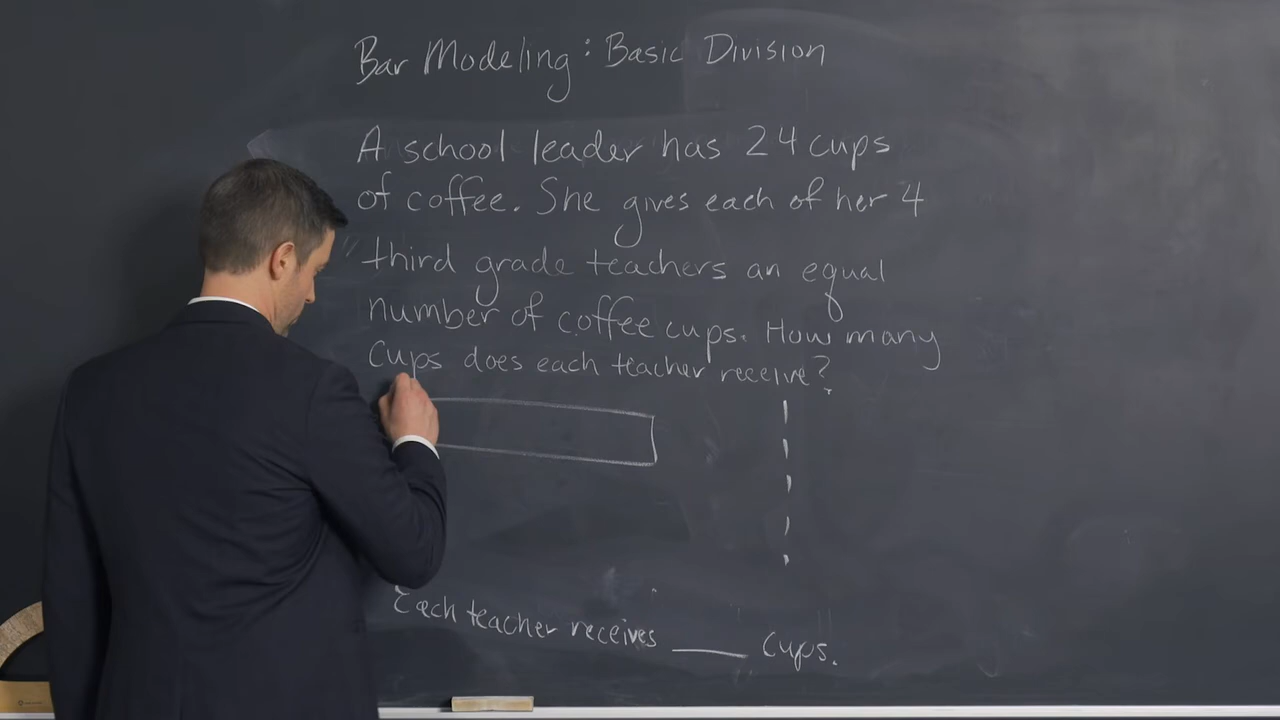 Bar Modeling: Basic Division
A school leader has 24 cups
of coffee. She gives each of her 4
third grade teachers an equal
number of coffee cups. How many
cups does each teacher receive?
Each teacher receives ____ cups.